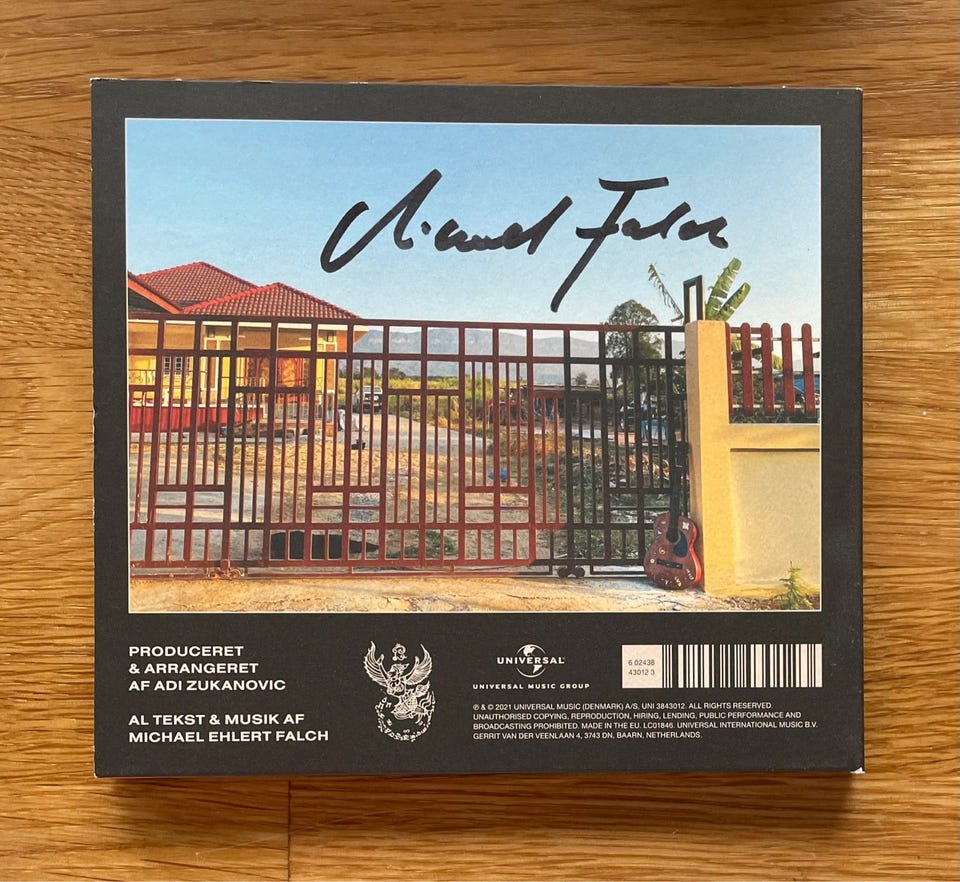 Michael Falch
PRODUCERET
& ARRANGERET
AF ADI ZUKANOVIC
AL TEKST & MUSIK AF
MICHAEL EHLERT FALCH
UNIVERSAL
UNIVERSAL MUSIC GROUP
6 02438
43012 3
℗ & © 2021 UNIVERSAL MUSIC (DENMARK) A/S, UNI 3843012. ALL RIGHTS RESERVED.
UNAUTHORISED COPYING, REPRODUCTION, HIRING, LENDING, PUBLIC PERFORMANCE AND
BROADCASTING PROHIBITED. MADE IN THE EU. LC01846. UNIVERSAL INTERNATIONAL MUSIC B.V.
GERRIT VAN DER VEENLAAN 4, 3743 DN, BAARN, NETHERLANDS.